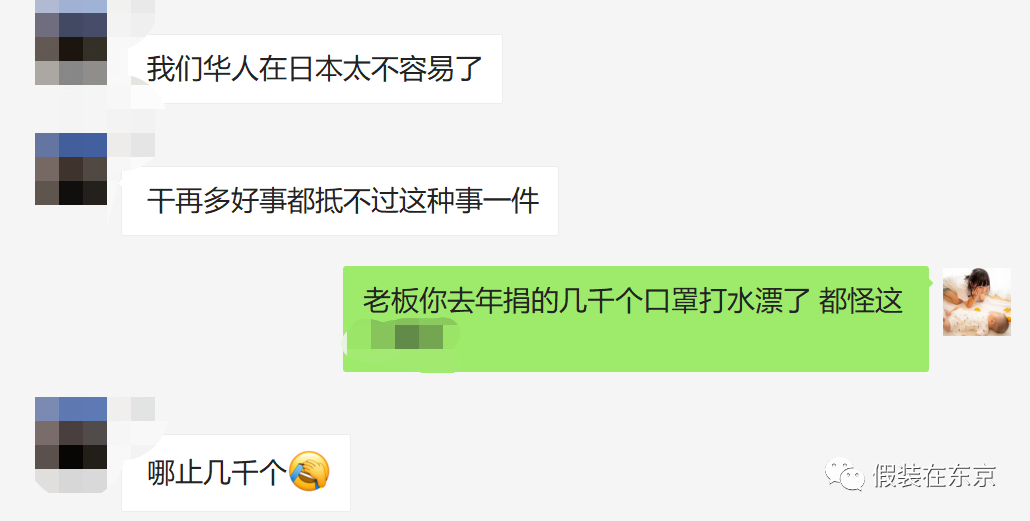 我们华人在日本太不容易了
干再多好事都抵不过这种事一件
老板你去年捐的几千个口罩打水漂了 都怪这
哪止几千个🤦
假装在东京